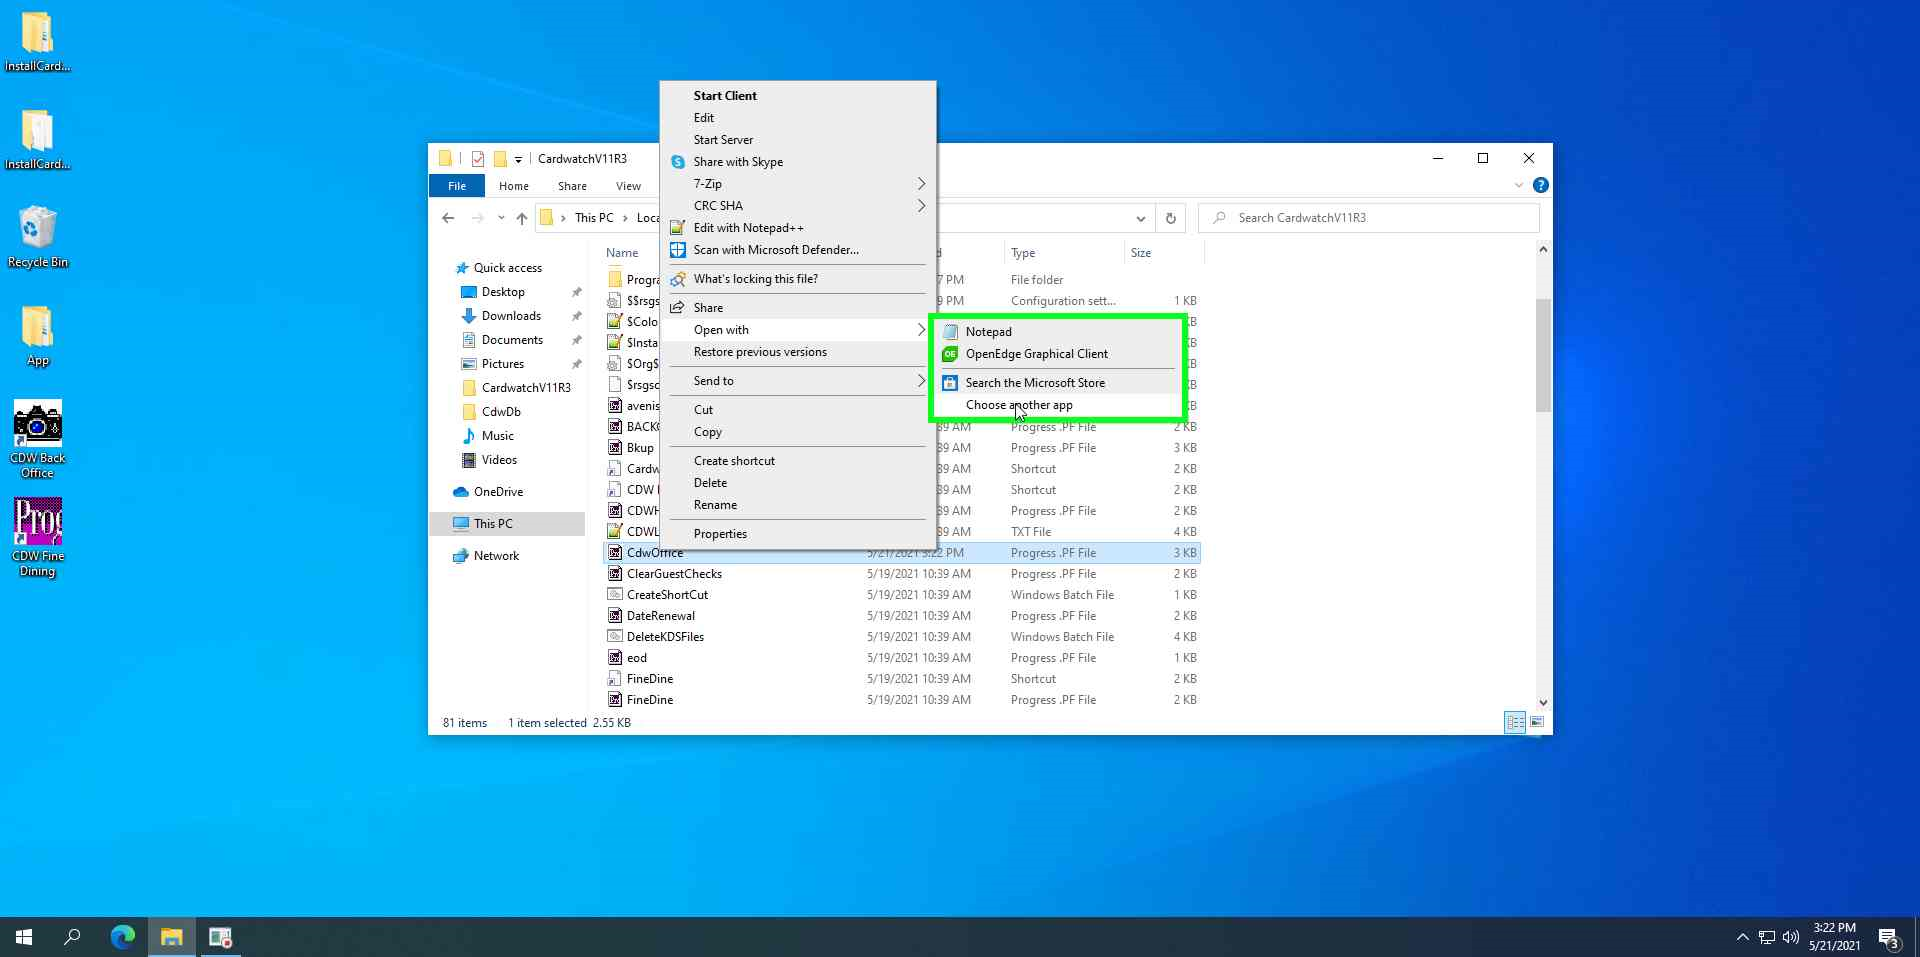 InstallCard...
InstallCard...
Recycle Bin
App
CDW Back
Office
CDW Fine
Dining
CardwatchV11R3
File
Home
Share
View
This PC
Loca
Search CardwatchV11R3
Quick access
Desktop
Downloads
Documents
Pictures
CardwatchV11R3
CdwDb
Music
Videos
OneDrive
This PC
Network
Start Client
Edit
Start Server
Share with Skype
7-Zip
CRC SHA
Edit with Notepad++
Scan with Microsoft Defender...
What's locking this file?
Share
Open with
Restore previous versions
Send to
Cut
Copy
Create shortcut
Delete
Rename
Properties
Notepad
OpenEdge Graphical Client
Search the Microsoft Store
Choose another app
Name d Type Size
Progra 7 PM File folder
$$rsgs 9 PM Configuration sett... 1 KB
$Colo KB
$Insta KB
$Org$ KB
$rsgsc KB
avenis KB
BACKO 39 AM Progress .PF File 2 KB
Bkup 39 AM Progress .PF File 3 KB
Cardw 39 AM Shortcut 2 KB
CDW 39 AM Shortcut 2 KB
CDWH 39 AM Progress .PF File 2 KB
CDWL 39 AM TXT File 4 KB
CdwOffice 5/21/2021 3:22 PM Progress .PF File 3 KB
ClearGuestChecks 5/19/2021 10:39 AM Progress .PF File 2 KB
CreateShortCut 5/19/2021 10:39 AM Windows Batch File 1 KB
DateRenewal 5/19/2021 10:39 AM Progress .PF File 2 KB
DeleteKDSFiles 5/19/2021 10:39 AM Windows Batch File 4 KB
eod 5/19/2021 10:39 AM Progress .PF File 1 KB
FineDine 5/19/2021 10:39 AM Shortcut 2 KB
FineDine 5/19/2021 10:39 AM Progress .PF File 2 KB
81 items 1 item selected 2.55 KB
3:22 PM
5/21/2021
3